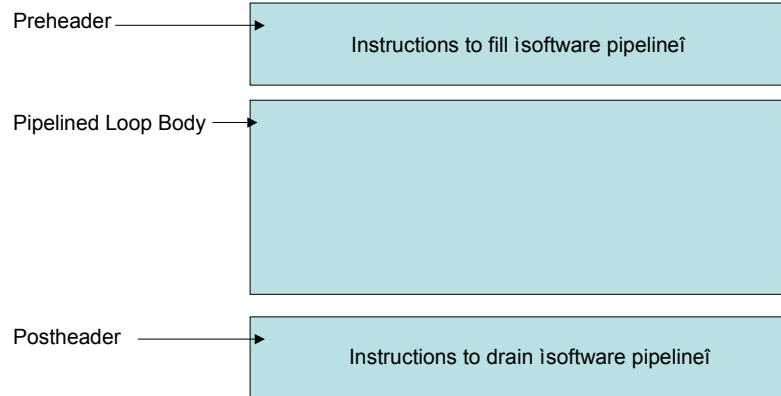 Preheader
Instructions to fill ìsoftware pipelineî
Pipelined Loop Body
Postheader
Instructions to drain ìsoftware pipelineî